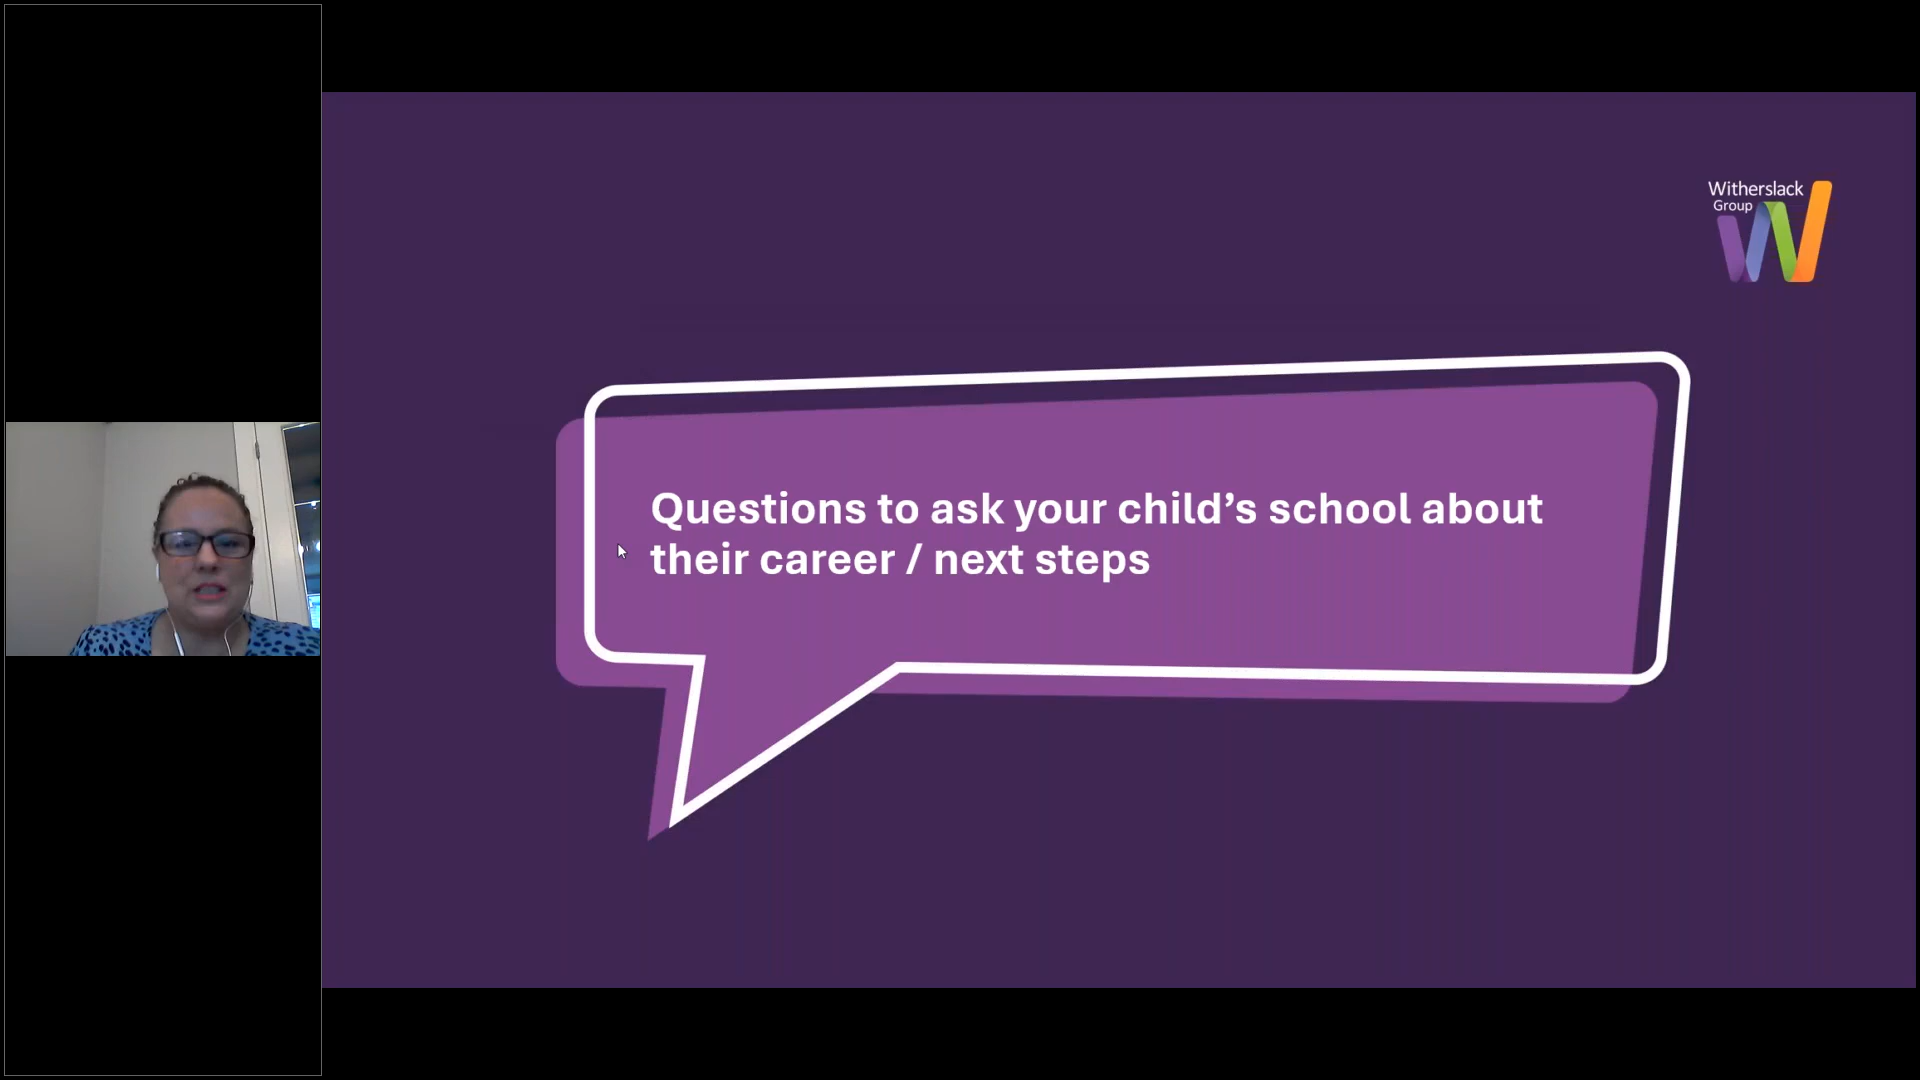 Witherslack
Group
Questions to ask your child’s school about
their career / next steps